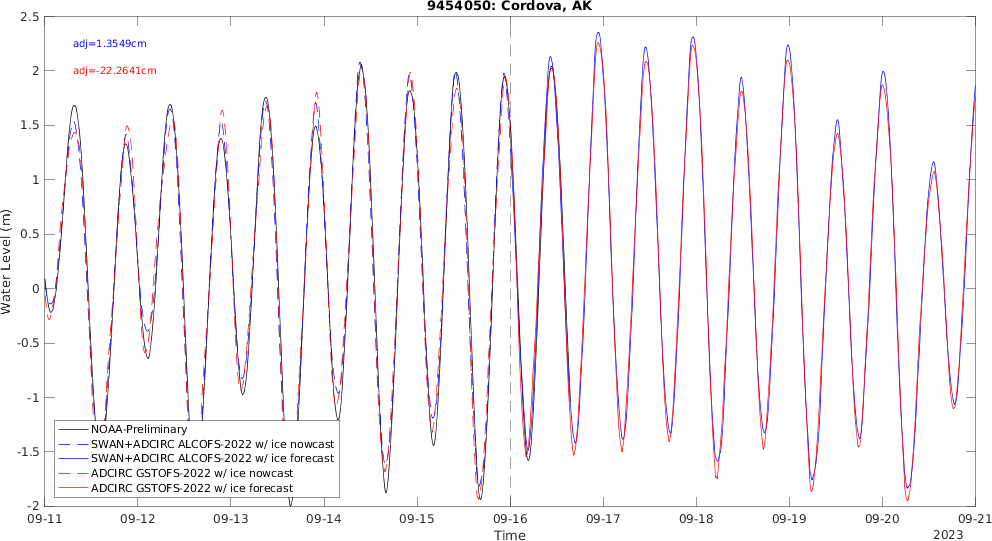 9454050: Cordova, AK
2.5
adj=1.3549cm
adj=-22.2641cm
2
1.5
1
0.5
0
-0.5
-1
-1.5
-2
Water Level (m)
NOAA-Preliminary
SWAN+ADCIRC ALCOFS-2022 w/ ice nowcast
SWAN+ADCIRC ALCOFS-2022 w/ ice forecast
ADCIRC GSTOFS-2022 w/ ice nowcast
ADCIRC GSTOFS-2022 w/ ice forecast
09-11 09-12 09-13 09-14 09-15 09-16 09-17 09-18 09-19 09-20 09-21
Time
2023